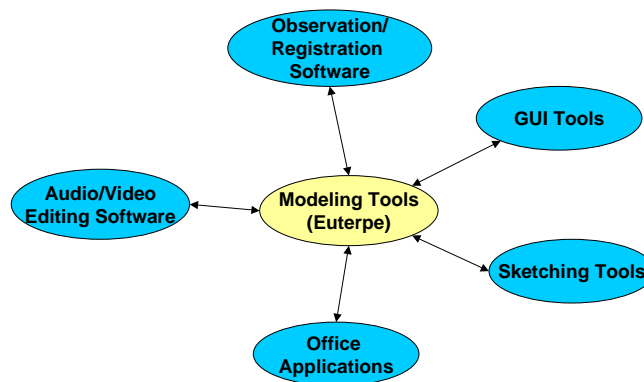 Observation/
Registration
Software
GUI Tools
Audio/Video
Editing Software
Modeling Tools
(Euterpe)
Sketching Tools
Office
Applications